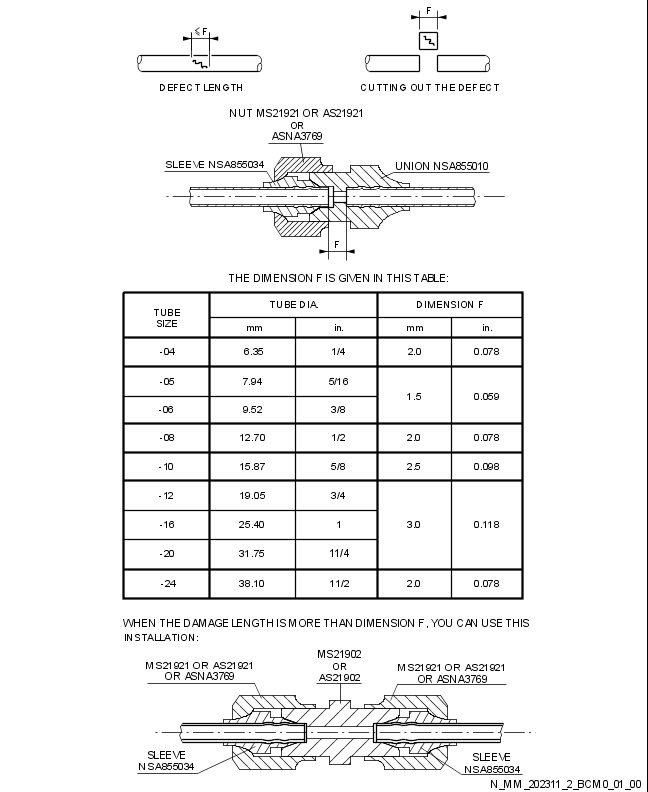 ≤ F
F
DEFECT LENGTH
CUTTING OUT THE DEFECT
NUT MS21921 OR AS21921
OR
ASNA3769
SLEEVE NSA855034
UNION NSA855010
F
THE DIMENSION F IS GIVEN IN THIS TABLE:
TUBE SIZE TUBE DIA. DIMENSION F
mm in. mm in.
-04 6.35 1/4 2.0 0.078
-05 7.94 5/16 1.5 0.059
-06 9.52 3/8
-08 12.70 1/2 2.0 0.078
-10 15.87 5/8 2.5 0.098
-12 19.05 3/4
-16 25.40 1 3.0 0.118
-20 31.75 11/4
-24 38.10 11/2 2.0 0.078
WHEN THE DAMAGE LENGTH IS MORE THAN DIMENSION F, YOU CAN USE THIS
INSTALLATION:
MS21902
OR
AS21902
MS21921 OR AS21921
OR ASNA3769
MS21921 OR AS21921
OR ASNA3769
SLEEVE
NSA855034
SLEEVE
NSA855034
N_MM_202311_2_BCM0_01_00